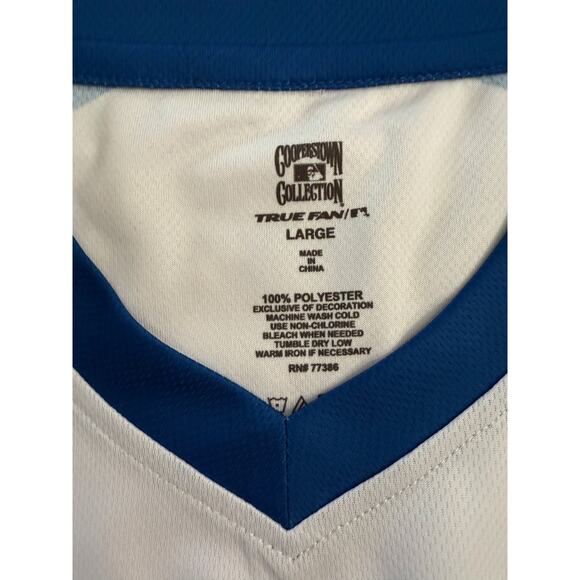 COOPERSTOWN
COLLECTION
TRUE FAN/
LARGE
MADE
IN
CHINA
100% POLYESTER
EXCLUSIVE OF DECORATION
MACHINE WASH COLD
USE NON-CHLORINE
BLEACH WHEN NEEDED
TUMBLE DRY LOW
WARM IRON IF NECESSARY
RN# 77386